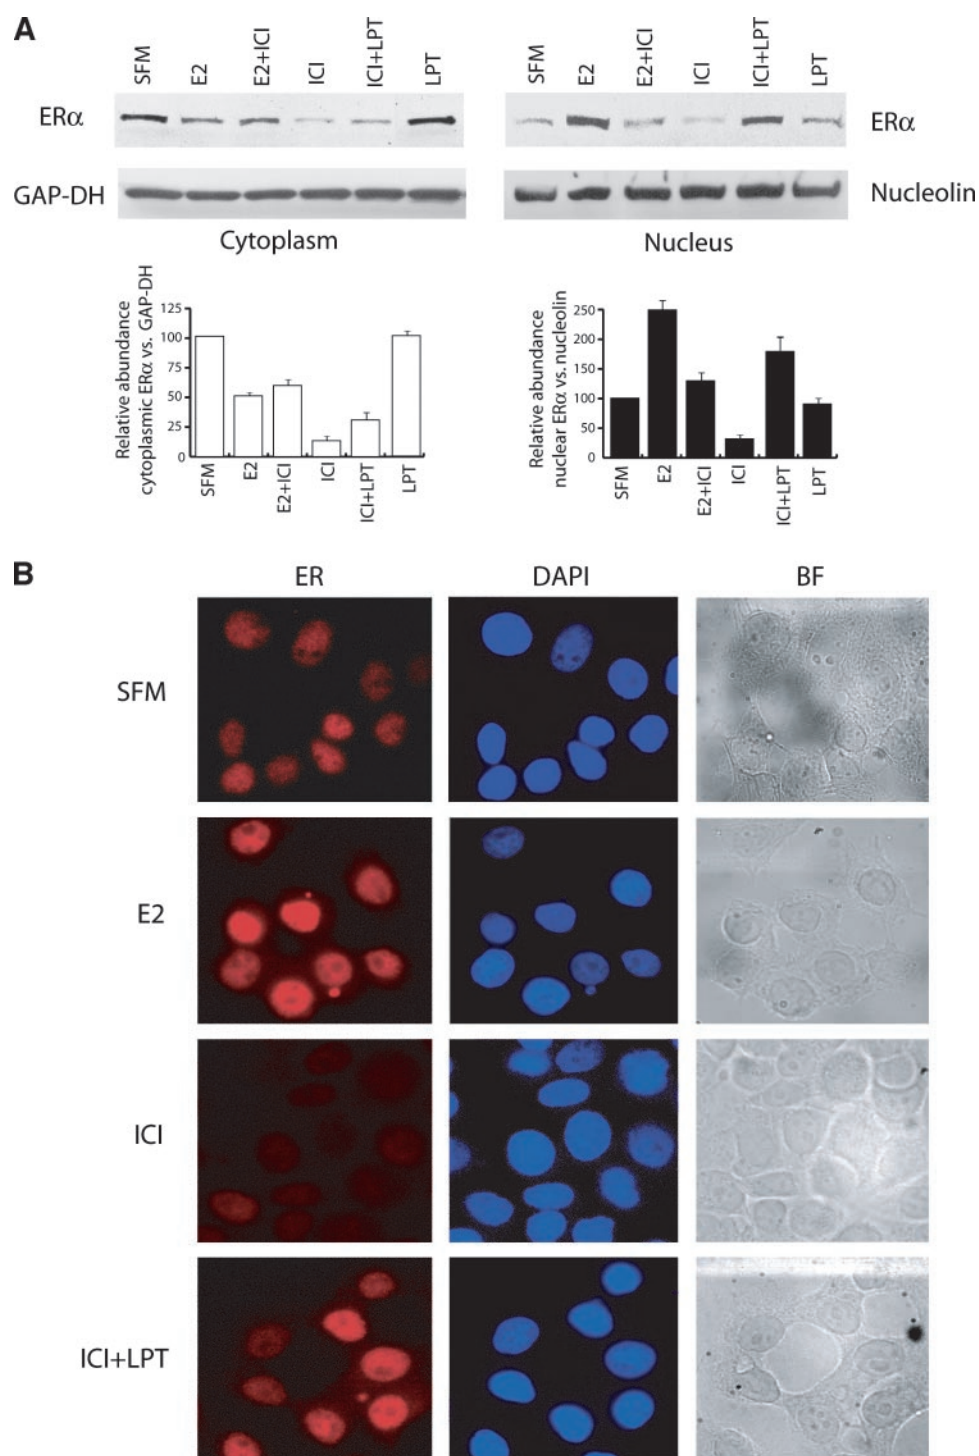 A
SFM E2 E2+ICI ICI ICI+LPT LPT
SFM E2 E2+ICI ICI ICI+LPT LPT
ERα
ERα
GAP-DH
Nucleolin
Cytoplasm
Nucleus
Relative abundance
cytoplasmic ERα vs. GAP-DH
125
100
75
50
25
0
SFM E2 E2+ICI ICI ICI+LPT LPT
Relative abundance
nuclear ERα vs. nucleolin
250
200
150
100
50
0
SFM E2 E2+ICI ICI ICI+LPT LPT
B
ER DAPI BF
SFM
E2
ICI
ICI+LPT